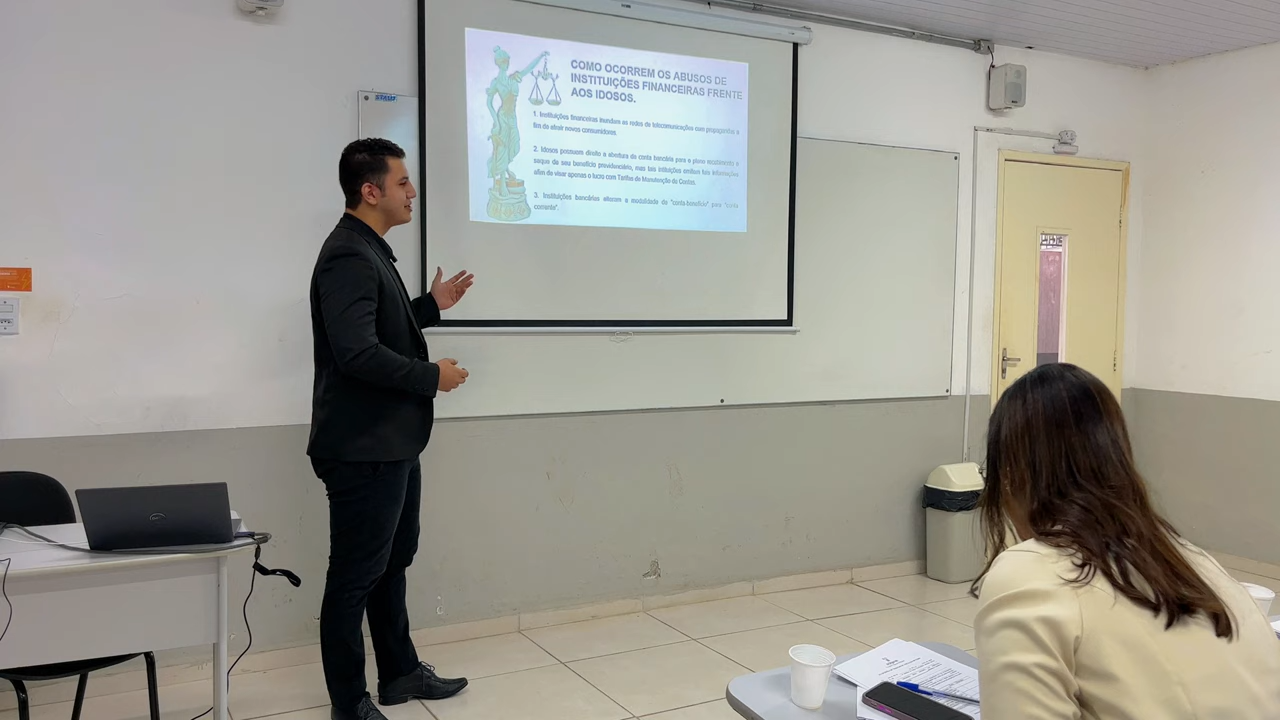 COMO OCORREM OS ABUSOS DE
INSTITUIÇÕES FINANCEIRAS FRENTE
AOS IDOSOS.
1. Instituições financeiras inundam as redes de telecomunicações com propagandas a
fim de atrair novos consumidores.
2. Idosos possuem direito a abertura de conta bancária para o pleno recebimento e
saque de seu benefício previdenciário, mas tais intituições omitem tais informações
afim de visar apenas o lucro com Tarifas de Manutenção de Contas.
3. Instituições bancárias alteram a modalidade de "conta-benefício" para "conta
corrente".